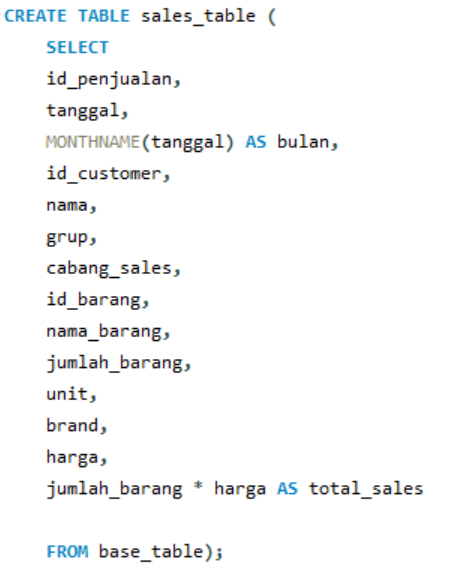 CREATE TABLE sales_table (
SELECT
id_penjualan,
tanggal,
MONTHNAME(tanggal) AS bulan,
id_customer,
nama,
grup,
cabang_sales,
id_barang,
nama_barang,
jumlah_barang,
unit,
brand,
harga,
jumlah_barang * harga AS total_sales
FROM base_table);